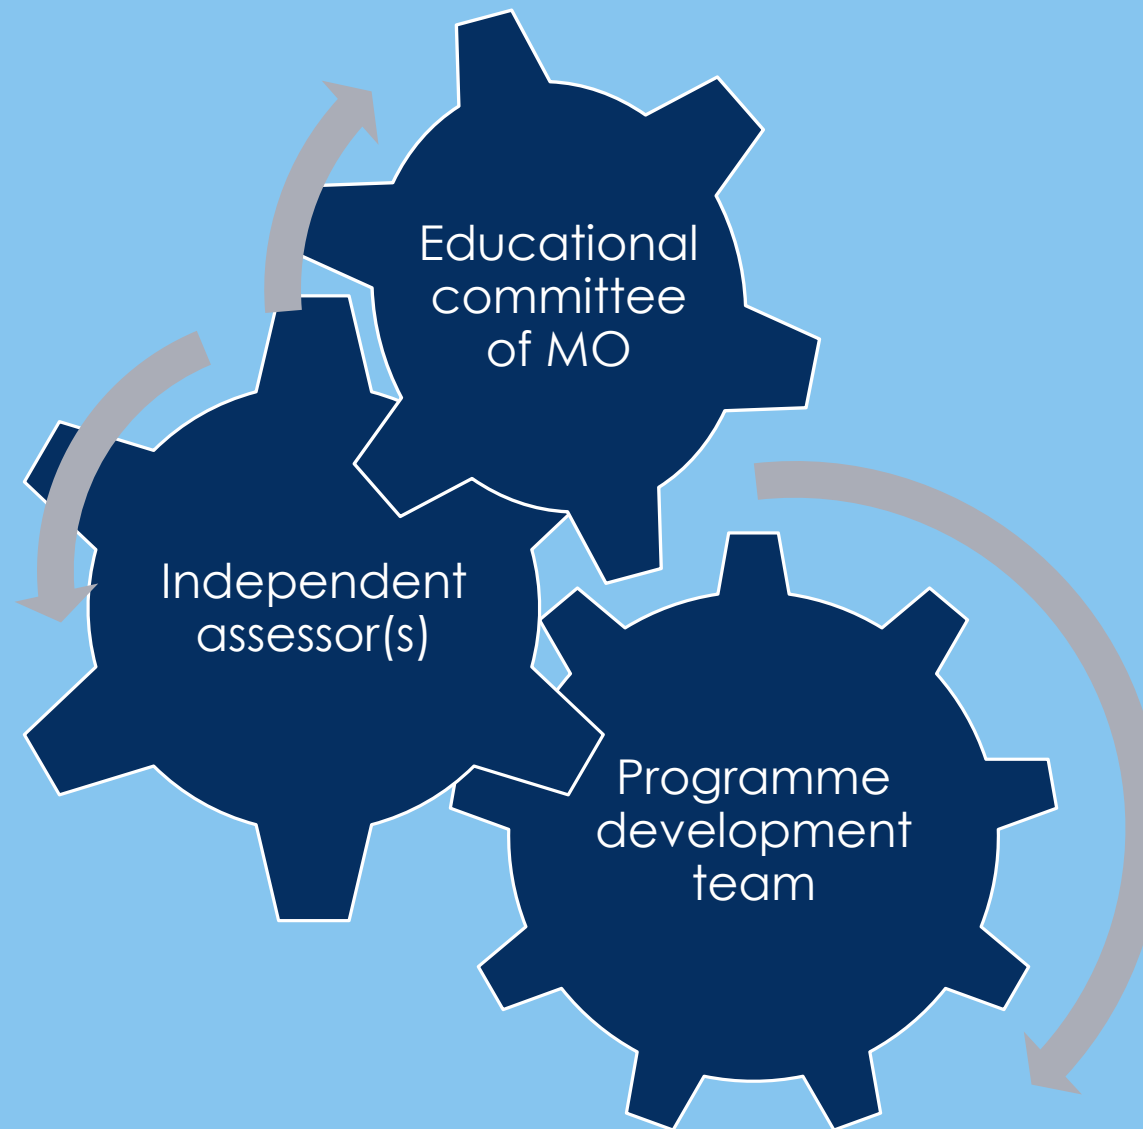 Educational
committee
of MO
Independent
assessor(s)
Programme
development
team